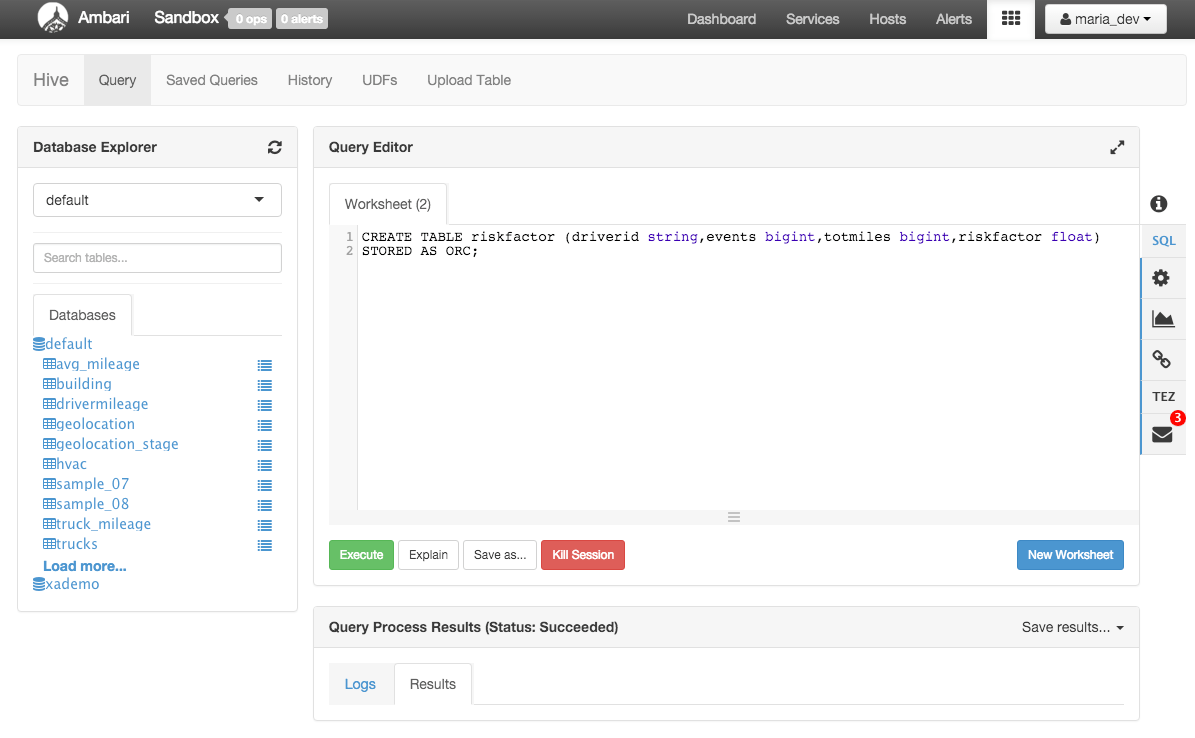 Ambari Sandbox 0 ops 0 alerts Dashboard Services Hosts Alerts maria_dev
Hive Query Saved Queries History UDFs Upload Table
Database Explorer
default
Search tables...
Databases
default
avg_mileage
building
drivermileage
geolocation
geolocation_stage
hvac
sample_07
sample_08
truck_mileage
trucks
Load more...
xademo
Query Editor
Worksheet (2)
1 CREATE TABLE riskfactor (driverid string,events bigint,totmiles bigint,riskfactor float)
2 STORED AS ORC;
Execute Explain Save as... Kill Session New Worksheet
Query Process Results (Status: Succeeded) Save results...
Logs Results
SQL
TEZ
3